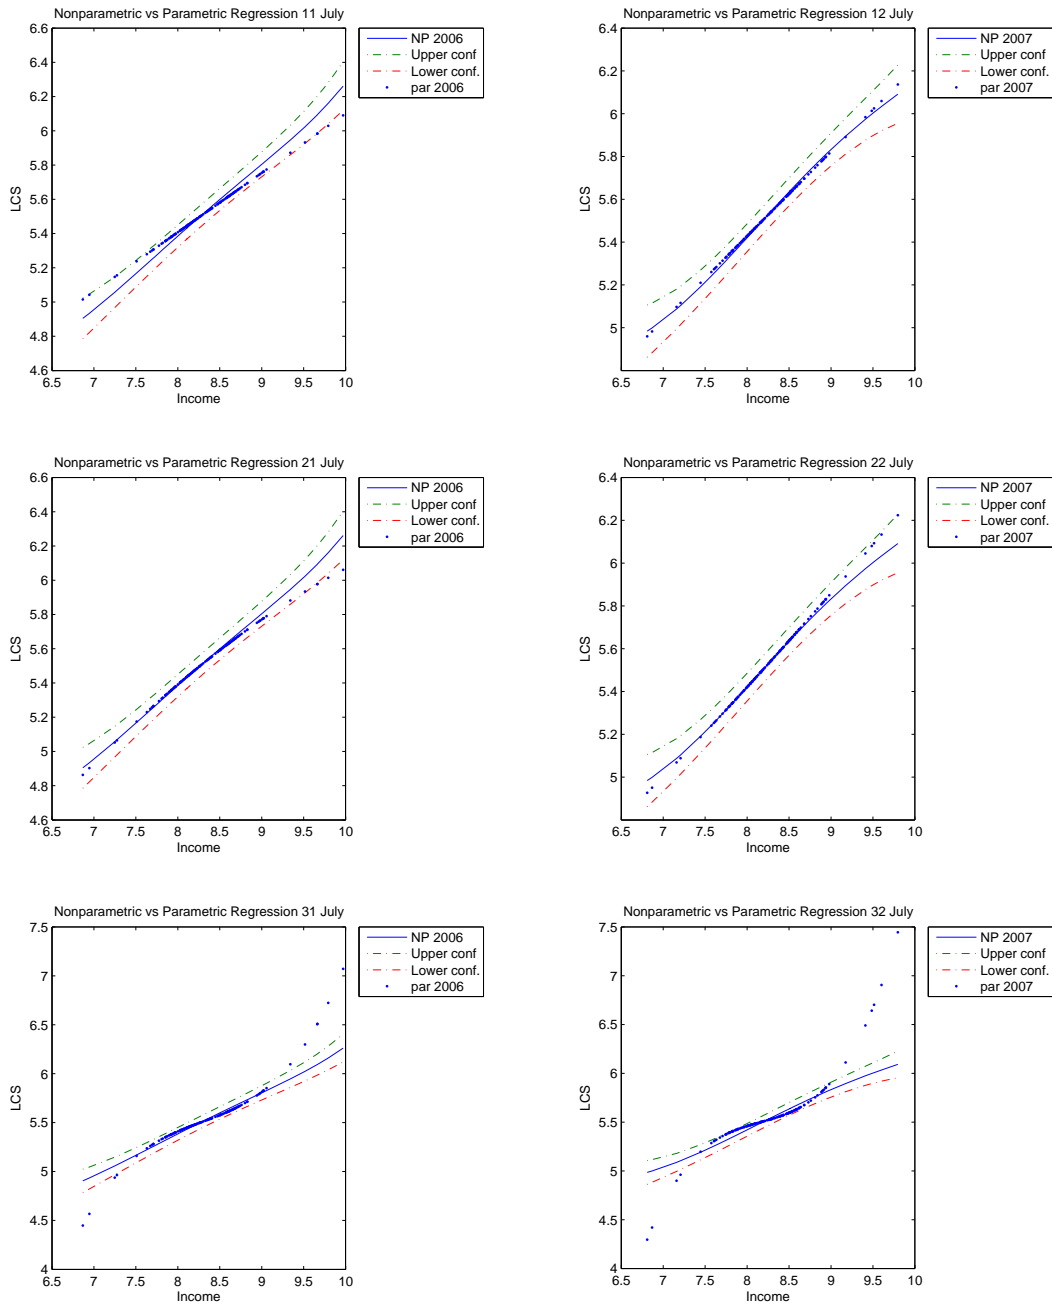 Nonparametric vs Parametric Regression 11 July
6.6
6.4
6.2
6
5.8
5.6
5.4
5.2
5
4.8
4.6
LCS
6.5 7 7.5 8 8.5 9 9.5 10
Income
NP 2006
Upper conf
Lower conf.
par 2006
Nonparametric vs Parametric Regression 12 July
6.4
6.2
6
5.8
5.6
5.4
5.2
5
LCS
6.5 7 7.5 8 8.5 9 9.5 10
Income
NP 2007
Upper conf
Lower conf.
par 2007
Nonparametric vs Parametric Regression 21 July
6.6
6.4
6.2
6
5.8
5.6
5.4
5.2
5
4.8
4.6
LCS
6.5 7 7.5 8 8.5 9 9.5 10
Income
NP 2006
Upper conf
Lower conf.
par 2006
Nonparametric vs Parametric Regression 22 July
6.4
6.2
6
5.8
5.6
5.4
5.2
5
LCS
6.5 7 7.5 8 8.5 9 9.5 10
Income
NP 2007
Upper conf
Lower conf.
par 2007
Nonparametric vs Parametric Regression 31 July
7.5
7
6.5
6
5.5
5
4.5
4
LCS
6.5 7 7.5 8 8.5 9 9.5 10
Income
NP 2006
Upper conf
Lower conf.
par 2006
Nonparametric vs Parametric Regression 32 July
7.5
7
6.5
6
5.5
5
4.5
4
LCS
6.5 7 7.5 8 8.5 9 9.5 10
Income
NP 2007
Upper conf
Lower conf.
par 2007